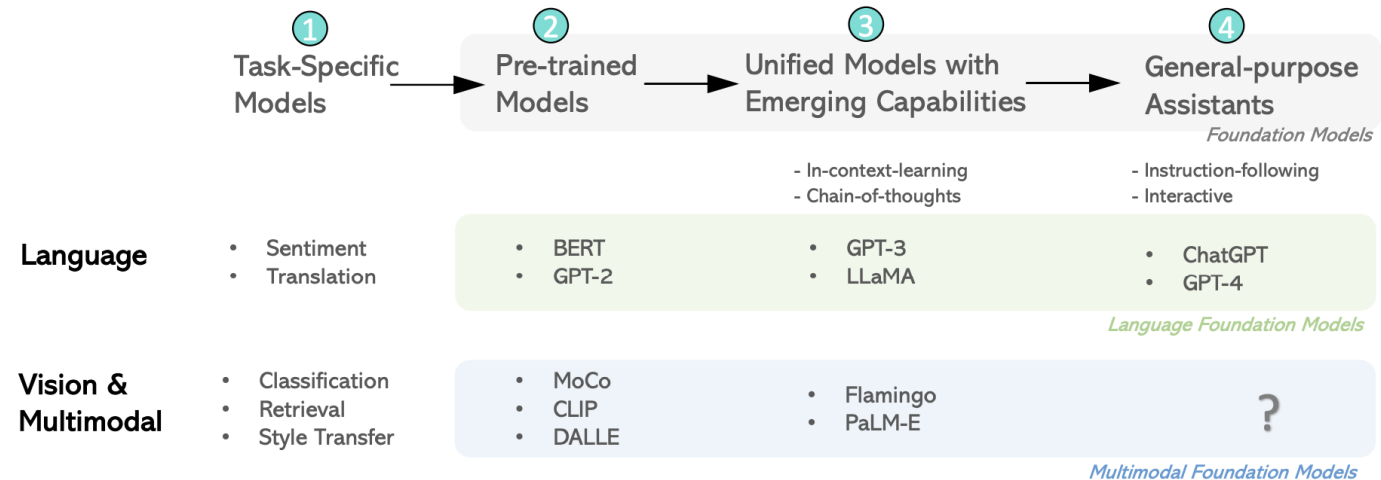 1
2
3
4
Task-Specific
Models
Pre-trained
Models
Unified Models with
Emerging Capabilities
General-purpose
Assistants
Foundation Models
- In-context-learning
- Chain-of-thoughts
- Instruction-following
- Interactive
Language
• Sentiment
• Translation
• BERT
• GPT-2
• GPT-3
• LLaMA
• ChatGPT
• GPT-4
Language Foundation Models
Vision &
Multimodal
• Classification
• Retrieval
• Style Transfer
• MoCo
• CLIP
• DALLE
• Flamingo
• PaLM-E
?
Multimodal Foundation Models